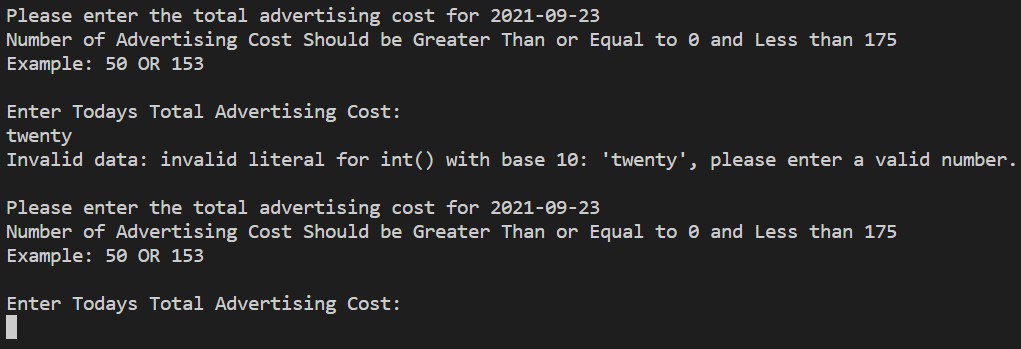 Please enter the total advertising cost for 2021-09-23
Number of Advertising Cost Should be Greater Than or Equal to 0 and Less than 175
Example: 50 OR 153
Enter Todays Total Advertising Cost:
twenty
Invalid data: invalid literal for int() with base 10: 'twenty', please enter a valid number.
Please enter the total advertising cost for 2021-09-23
Number of Advertising Cost Should be Greater Than or Equal to 0 and Less than 175
Example: 50 OR 153
Enter Todays Total Advertising Cost: